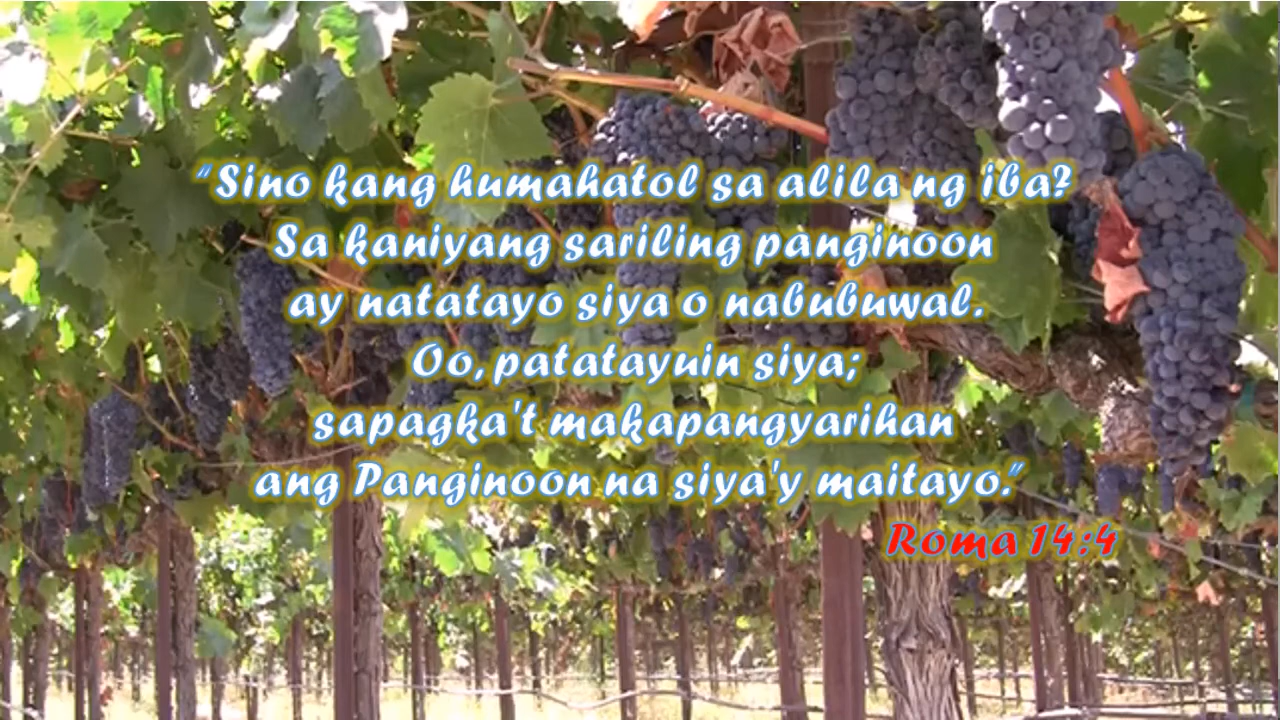 “Sino kang humahatol sa alila ng iba?
Sa kaniyang sariling panginoon
ay natatayo siya o nabubuwal.
Oo, patatayuin siya;
sapagka't makapangyarihan
ang Panginoon na siya'y maitayo.”
Roma 14:4